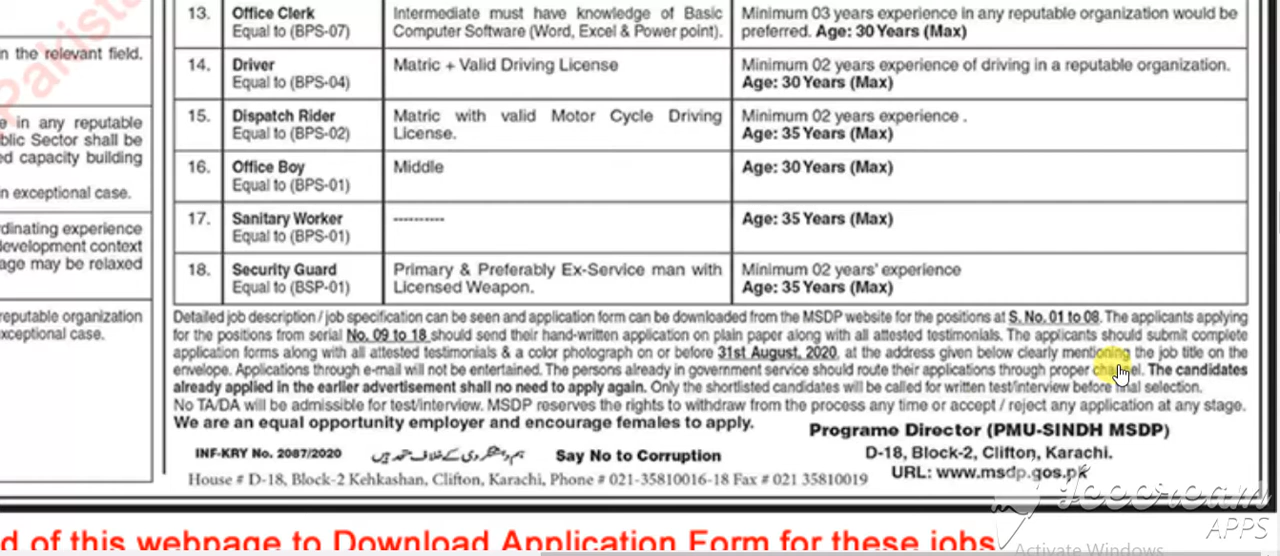 Pakista
13. Office Clerk Intermediate must have knowledge of Basic Minimum 03 years experience in any reputable organization would be
Equal to (BPS-07) Computer Software (Word, Excel & Power point). preferred. Age: 30 Years (Max)
n the relevant field.
14. Driver Matric + Valid Driving License Minimum 02 years experience of driving in a reputable organization.
Equal to (BPS-04) Age: 30 Years (Max)
e in any reputable
blic Sector shall be
ed capacity building
n exceptional case.
15. Dispatch Rider Matric with valid Motor Cycle Driving Minimum 02 years experience .
Equal to (BPS-02) License. Age: 35 Years (Max)
16. Office Boy Middle Age: 30 Years (Max)
Equal to (BPS-01)
rdinating experience
development context
age may be relaxed
17. Sanitary Worker ---------- Age: 35 Years (Max)
Equal to (BPS-01)
18. Security Guard Primary & Preferably Ex-Service man with Minimum 02 years' experience
Equal to (BSP-01) Licensed Weapon. Age: 35 Years (Max)
reputable organization
xceptional case.
Detailed job description / job specification can be seen and application form can be downloaded from the MSDP website for the positions at S. No. 01 to 08. The applicants applying
for the positions from serial No. 09 to 18 should send their hand-written application on plain paper along with all attested testimonials. The applicants should submit complete
application forms along with all attested testimonials & a color photograph on or before 31st August, 2020, at the address given below clearly mentioning the job title on the
envelope. Applications through e-mail will not be entertained. The persons already in government service should route their applications through proper channel. The candidates
already applied in the earlier advertisement shall no need to apply again. Only the shortlisted candidates will be called for written test/interview before final selection.
No TA/DA will be admissible for test/interview. MSDP reserves the rights to withdraw from the process any time or accept / reject any application at any stage.
We are an equal opportunity employer and encourage females to apply.
Programe Director (PMU-SINDH MSDP)
D-18, Block-2, Clifton, Karachi.
URL: www.msdp.gos.pk
INF-KRY No. 2087/2020 ہم دہشتگردی کے خلاف متحد ہیں Say No to Corruption
House # D-18, Block-2 Kehkashan, Clifton, Karachi, Phone # 021-35810016-18 Fax # 021 35810019
APPS
d of this webpage to Download Application Form for these jobs
Activate Windows